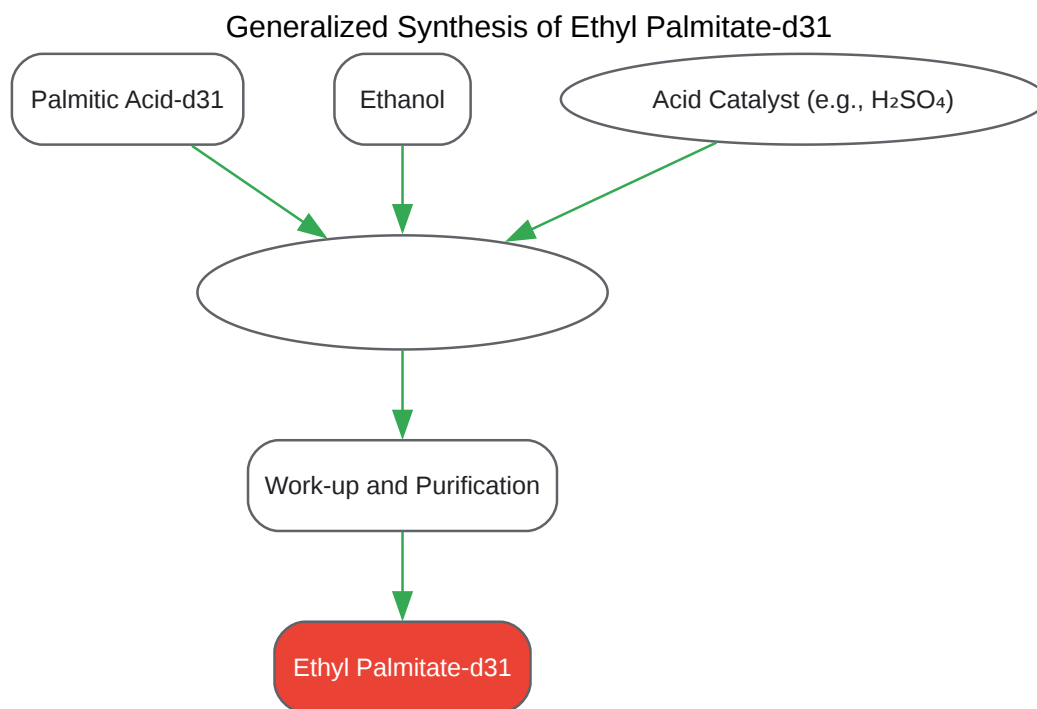 Generalized Synthesis of Ethyl Palmitate-d31
Palmitic Acid-d31
Ethanol
Acid Catalyst (e.g., H₂SO₄)
Work-up and Purification
Ethyl Palmitate-d31